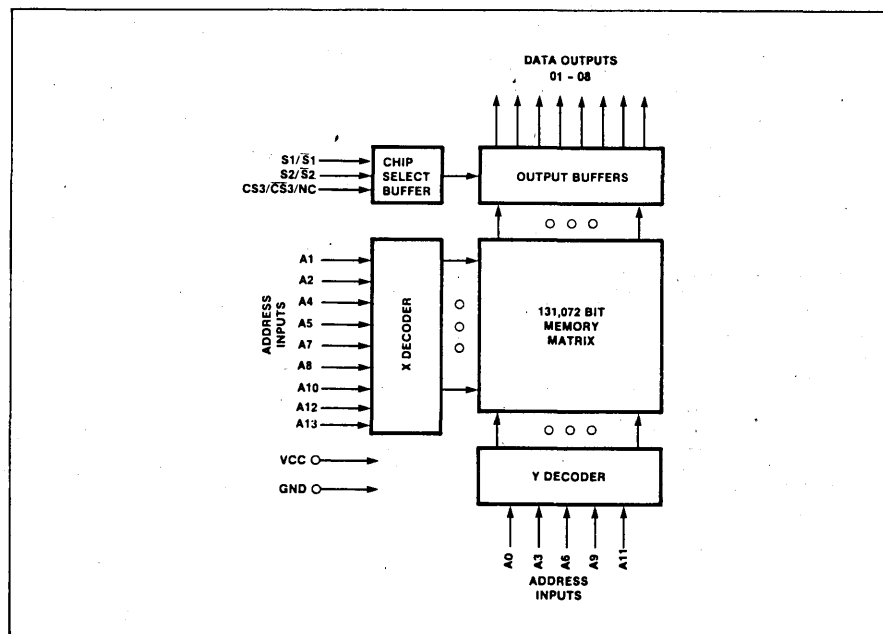 DATA OUTPUTS
01 - 08
S1/S̅1
S2/S̅2
CS3/C̅S̅3/NC
CHIP
SELECT
BUFFER
OUTPUT BUFFERS
ADDRESS
INPUTS
A1
A2
A4
A5
A7
A8
A10
A12
A13
X DECODER
131,072 BIT
MEMORY
MATRIX
VCC
GND
Y DECODER
A0
A3
A6
A9
A11
ADDRESS
INPUTS